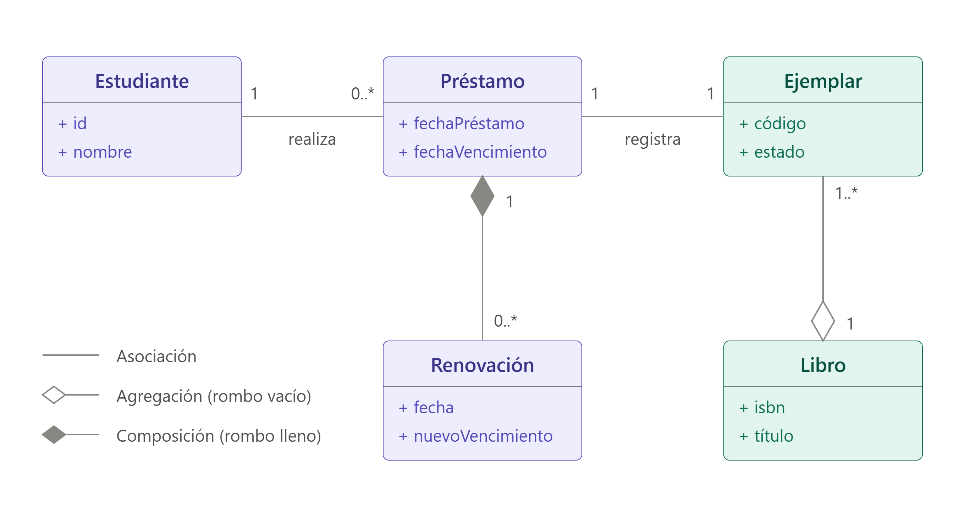 Estudiante
+ id
+ nombre
1
0..*
realiza
Préstamo
+ fechaPréstamo
+ fechaVencimiento
1
1
registra
Ejemplar
+ código
+ estado
1
1..*
0..*
1
Asociación
Agregación (rombo vacío)
Composición (rombo lleno)
Renovación
+ fecha
+ nuevoVencimiento
Libro
+ isbn
+ título